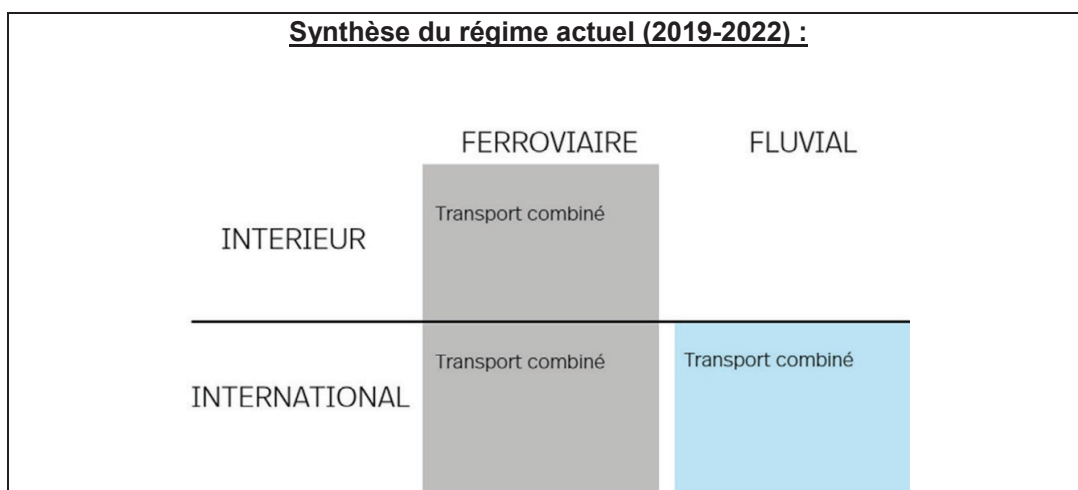 Synthèse du régime actuel (2019-2022) :
FERROVIAIRE FLUVIAL
INTERIEUR Transport combiné
INTERNATIONAL Transport combiné Transport combiné